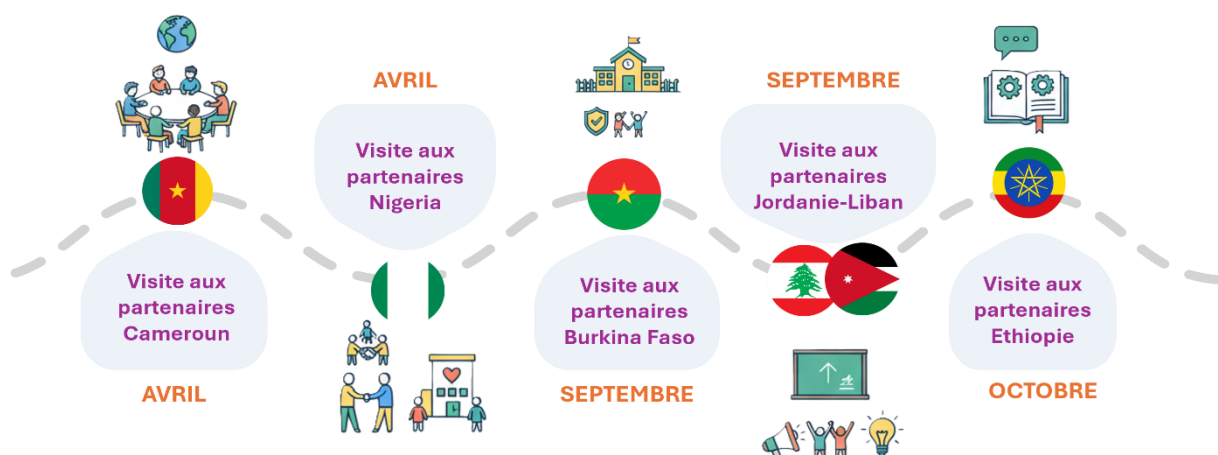 Visite aux
partenaires
Cameroun
AVRIL
AVRIL
Visite aux
partenaires
Nigeria
Visite aux
partenaires
Burkina Faso
SEPTEMBRE
SEPTEMBRE
Visite aux
partenaires
Jordanie-Liban
Visite aux
partenaires
Ethiopie
OCTOBRE